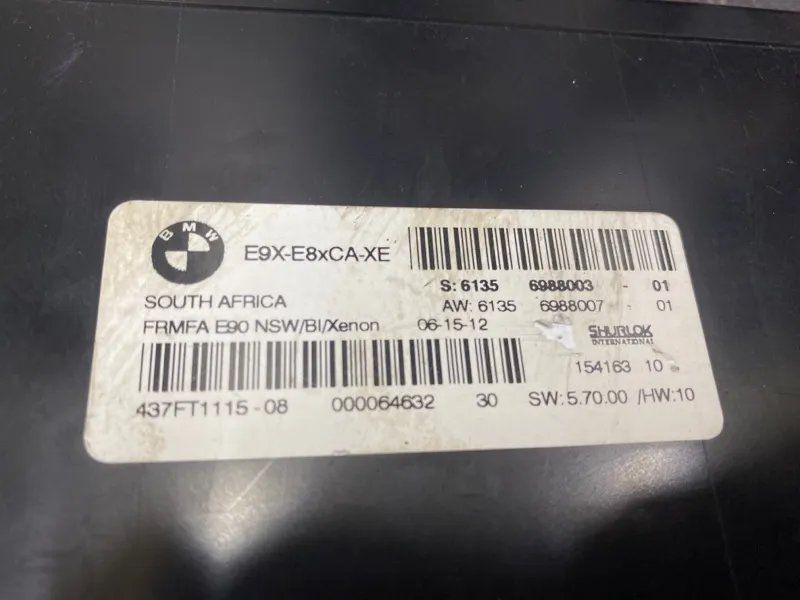 BMW
E9X-E8xCA-XE
S: 6135 6988003 - 01
SOUTH AFRICA
AW: 6135 6988007 - 01
FRMFA E90 NSW/BI/Xenon 06-15-12
SHURLOK
INTERNATIONAL
154163 10
437FT1115-08 000064632 30 SW: 5.70.00 /HW:10